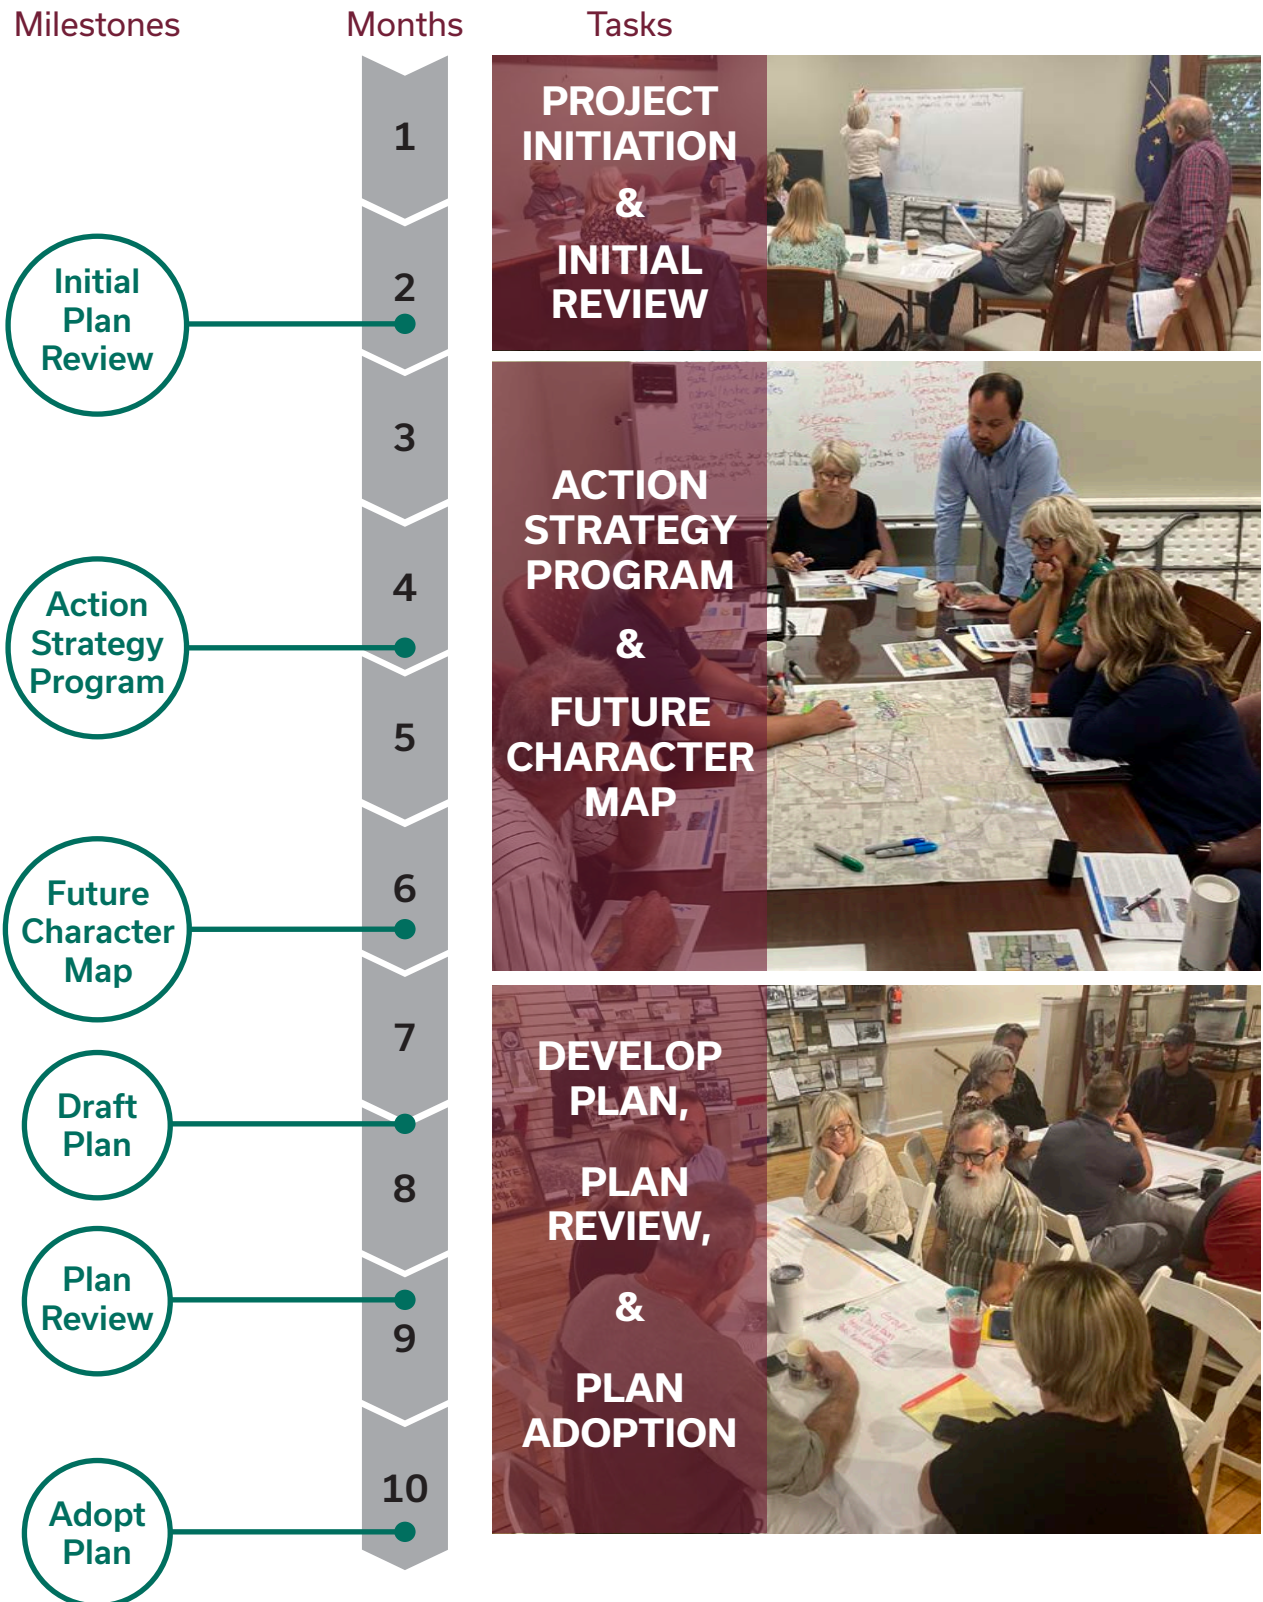 Milestones
Months
Tasks
1
2
3
4
5
6
7
8
9
10
Initial
Plan
Review
Action
Strategy
Program
Future
Character
Map
Draft
Plan
Plan
Review
Adopt
Plan
PROJECT
INITIATION
&
INITIAL
REVIEW
ACTION
STRATEGY
PROGRAM
&
FUTURE
CHARACTER
MAP
DEVELOP
PLAN,
PLAN
REVIEW,
&
PLAN
ADOPTION